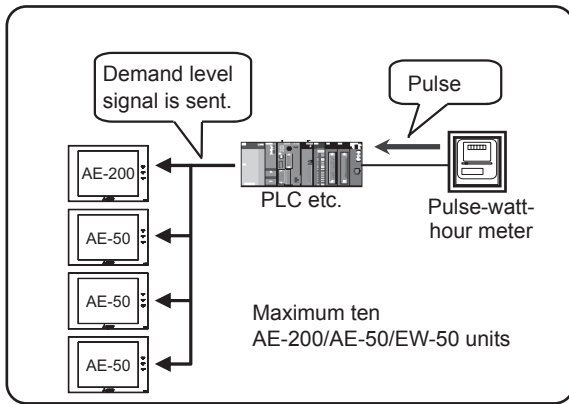 Demand level
signal is sent.
Pulse
AE-200
AE-50
AE-50
AE-50
PLC etc.
Pulse-watt-
hour meter
Maximum ten
AE-200/AE-50/EW-50 units